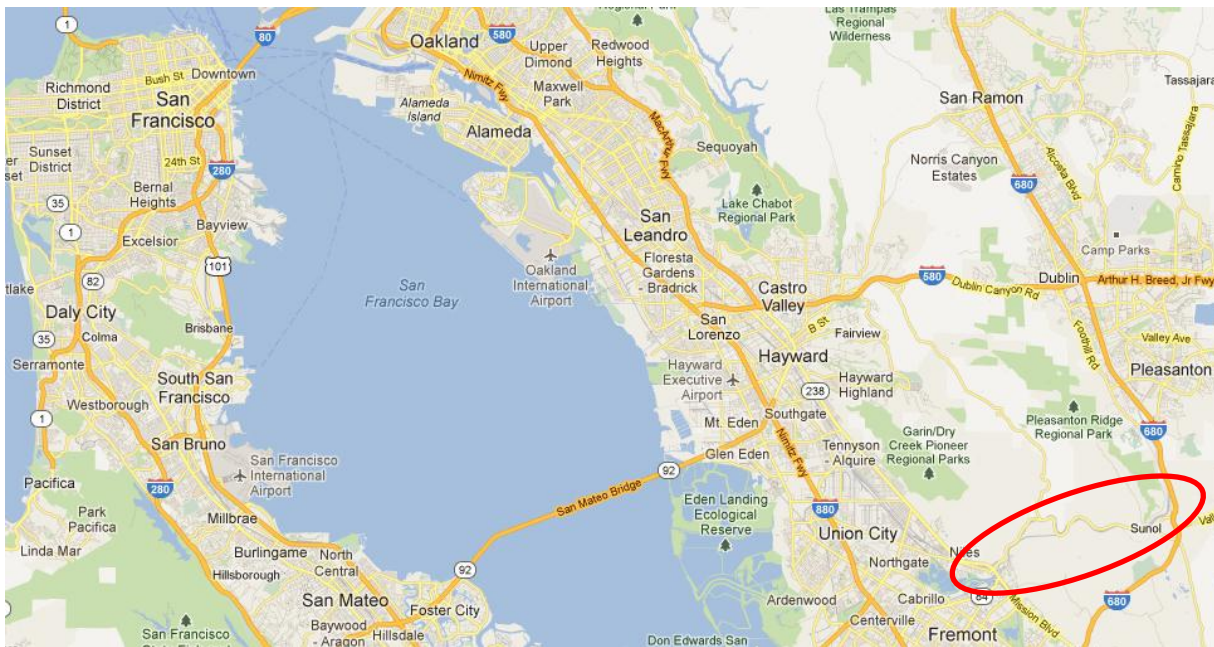 1
80
Oakland
Regional Park
580
Upper
Dimond
Redwood
Heights
Las Trampas
Regional
Wilderness
Bush St
Downtown
Nimitz Fwy
Maxwell
Park
Richmond
District
San
Francisco
Alameda
Island
Alameda
MacArthur Fwy
San Ramon
Tassajara
Sunset
District
24th St
280
Sequoyah
Norris Canyon
Estates
680
Alcosta Blvd
Camino Tassajara
Bernal
Heights
35
1
Bayview
Excelsior
San
Leandro
Lake Chabot
Regional Park
Camp Parks
101
82
San
Francisco Bay
Oakland
International
Airport
Floresta
Gardens
- Bradrick
Castro
Valley
580
Dublin Canyon Rd
Dublin
Arthur H. Breed, Jr Fwy
tlake
Daly City
35
Colma
Brisbane
San
Lorenzo
B St
Fairview
Foothill Rd
Valley Ave
Serramonte
South San
Francisco
Hayward
Hayward
Executive
Airport
238
Hayward
Highland
Pleasanton
Westborough
1
Southgate
Mt. Eden
Nimitz Fwy
Pleasanton Ridge
Regional Park
680
San Bruno
Glen Eden
Tennyson
- Alquire
Garin/Dry
Creek Pioneer
Regional Parks
San Francisco
International
Airport
92
San Mateo Bridge
Pacifica
280
Eden Landing
Ecological
Reserve
880
Park
Pacifica
Millbrae
Union City
Sunol
Val
Linda Mar
Burlingame
North
Central
Niles
Northgate
Hillsborough
92
San Mateo
Foster City
Ardenwood
Cabrillo
84
Mission Blvd
680
Baywood
- Aragon
Hillsdale
Centerville
San Francisco
Don Edwards San
Fremont